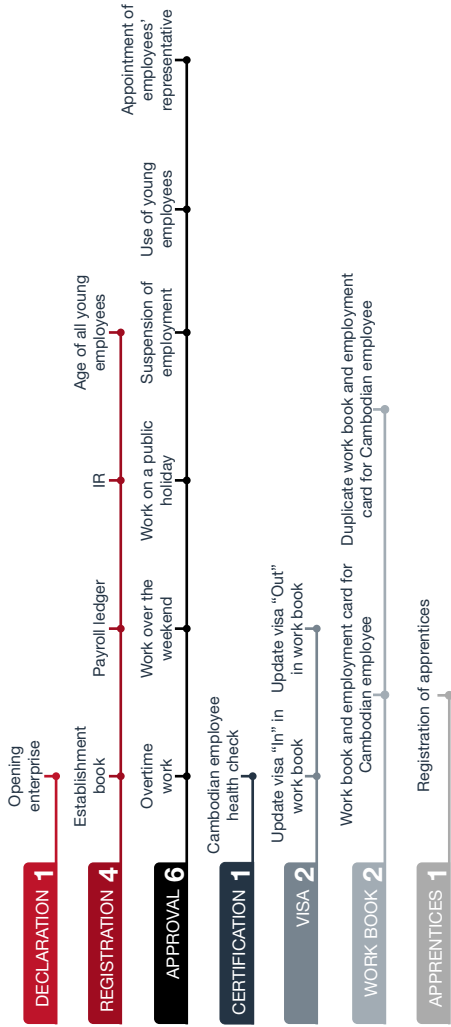 DECLARATION 1
Opening
enterprise
REGISTRATION 4
Establishment
book
Payroll ledger
IR
Age of all young
employees
APPROVAL 6
Overtime
work
Work over the
weekend
Work on a public
holiday
Suspension of
employment
Use of young
employees
Appointment of
employees’
representative
CERTIFICATION 1
Cambodian employee
health check
VISA 2
Update visa “In” in
work book
Update visa “Out”
in work book
WORK BOOK 2
Work book and employment card for
Cambodian employee
Duplicate work book and employment
card for Cambodian employee
APPRENTICES 1
Registration of apprentices